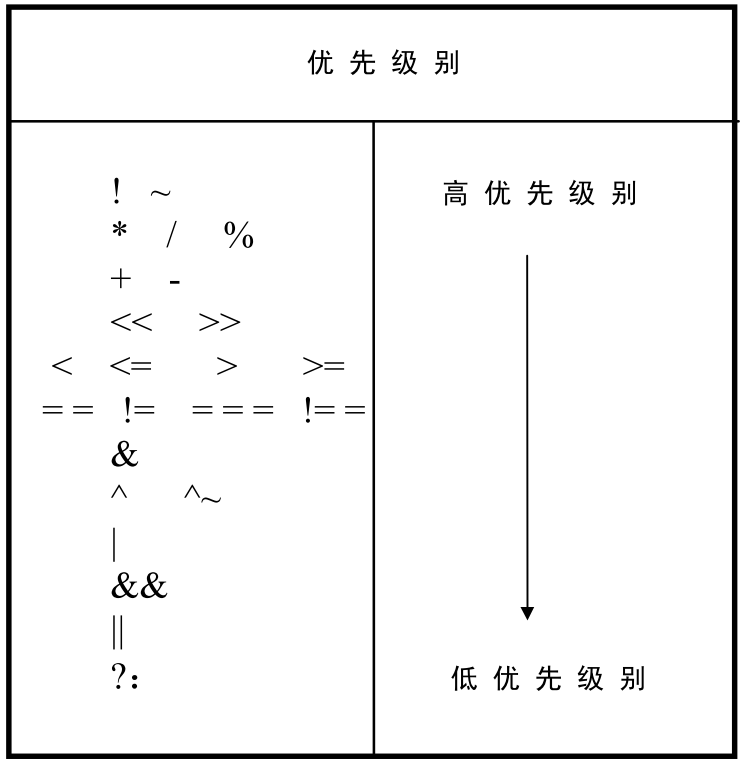 优先级别
! ~
高优先级别
* / %
+ -
<< >>
< <= > >=
== != === !==
&
^ ^~
|
&&
||
?:
低优先级别